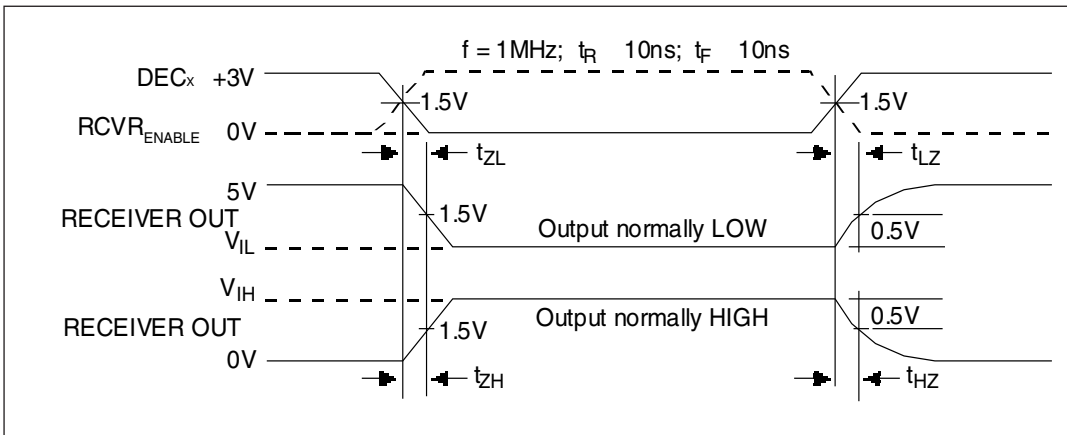 f = 1MHz; tR 10ns; tF 10ns
DECx +3V
1.5V
1.5V
RCVRENABLE 0V
tZL
tLZ
5V
RECEIVER OUT
1.5V
Output normally LOW
0.5V
VIL
VIH
RECEIVER OUT
1.5V
Output normally HIGH
0.5V
0V
tZH
tHZ